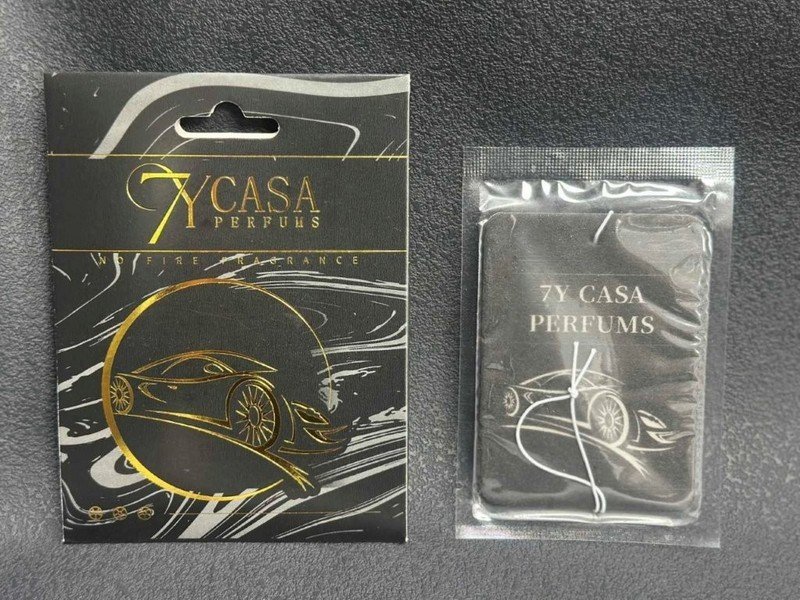 7YCASA
PERFUMS
NO FIRE FRAGRANCE
7Y CASA
PERFUMS